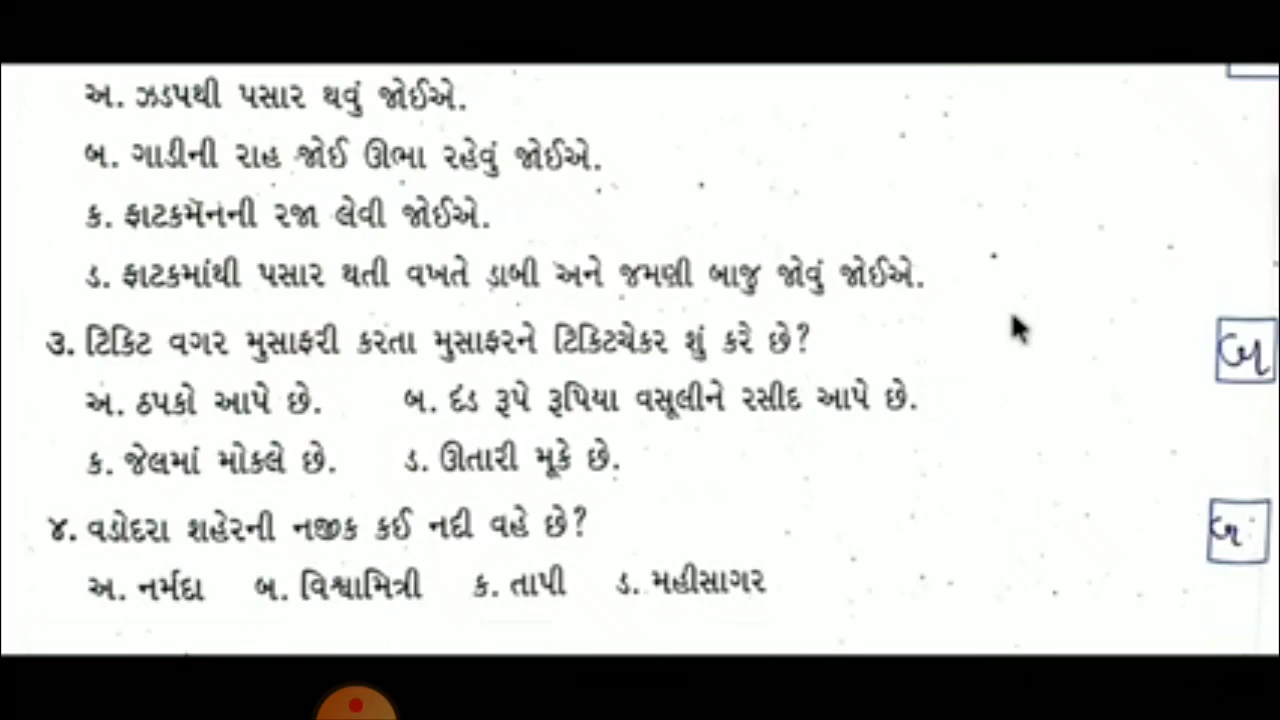 અ. ઝડપથી પસાર થવું જોઈએ.
બ. ગાડીની રાહ જોઈ ઊભા રહેવું જોઈએ.
ક. ફાટકમૅનની રજા લેવી જોઈએ.
ડ. ફાટકમાંથી પસાર થતી વખતે ડાબી અને જમણી બાજુ જોવું જોઈએ.
૩. ટિકિટ વગર મુસાફરી કરતા મુસાફરને ટિકિટચેકર શું કરે છે? બ
અ. ઠપકો આપે છે. બ. દંડ રૂપે રૂપિયા વસૂલીને રસીદ આપે છે.
ક. જેલમાં મોકલે છે. ડ. ઊતારી મૂકે છે.
૪. વડોદરા શહેરની નજીક કઈ નદી વહે છે? બ
અ. નર્મદા બ. વિશ્વામિત્રી ક. તાપી ડ. મહીસાગર